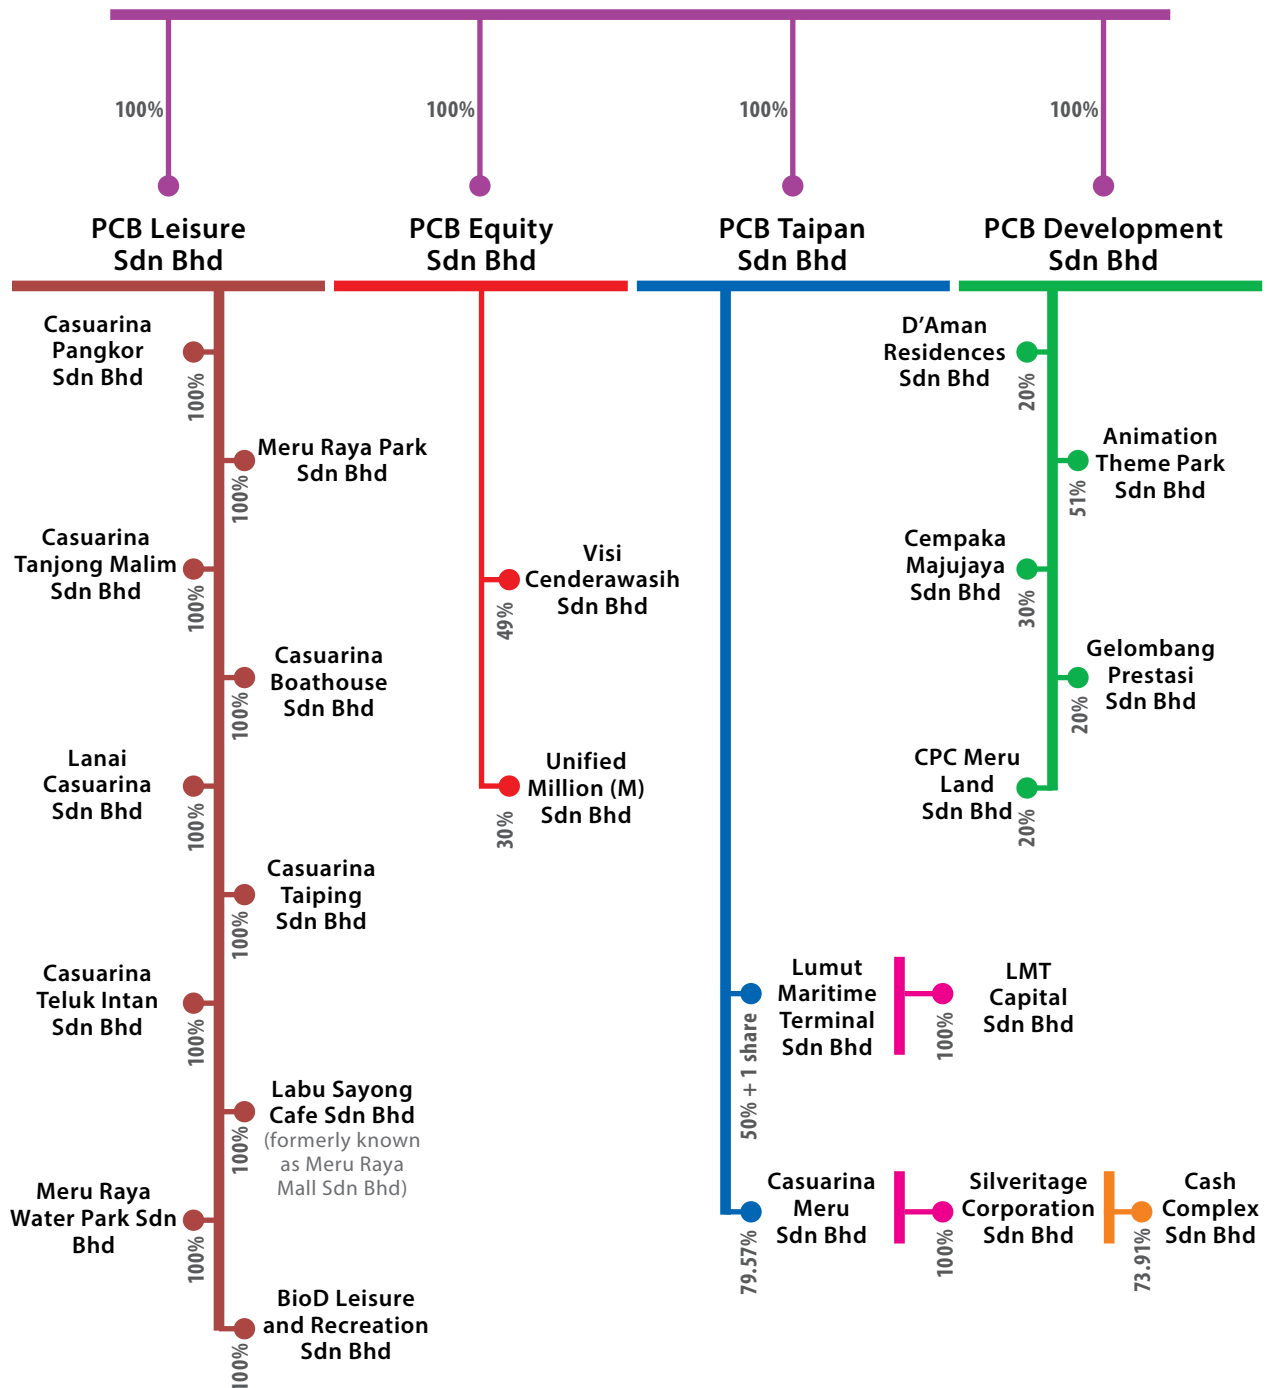 100%
100%
100%
100%
PCB Leisure
Sdn Bhd
PCB Equity
Sdn Bhd
PCB Taipan
Sdn Bhd
PCB Development
Sdn Bhd
Casuarina
Pangkor
Sdn Bhd
100%
Meru Raya Park
Sdn Bhd
100%
Casuarina
Tanjong Malim
Sdn Bhd
100%
Casuarina
Boathouse
Sdn Bhd
100%
Lanai
Casuarina
Sdn Bhd
100%
Casuarina
Taiping
Sdn Bhd
100%
Casuarina
Teluk Intan
Sdn Bhd
100%
Labu Sayong
Cafe Sdn Bhd
(formerly known
as Meru Raya
Mall Sdn Bhd)
100%
Meru Raya
Water Park Sdn
Bhd
100%
BioD Leisure
and Recreation
Sdn Bhd
100%
Visi
Cenderawasih
Sdn Bhd
49%
Unified
Million (M)
Sdn Bhd
30%
Lumut
Maritime
Terminal
Sdn Bhd
50% + 1 share
LMT
Capital
Sdn Bhd
100%
Casuarina
Meru
Sdn Bhd
79.57%
Silveritage
Corporation
Sdn Bhd
100%
Cash
Complex
Sdn Bhd
73.91%
D’Aman
Residences
Sdn Bhd
20%
Animation
Theme Park
Sdn Bhd
51%
Cempaka
Majujaya
Sdn Bhd
30%
Gelombang
Prestasi
Sdn Bhd
20%
CPC Meru
Land
Sdn Bhd
20%